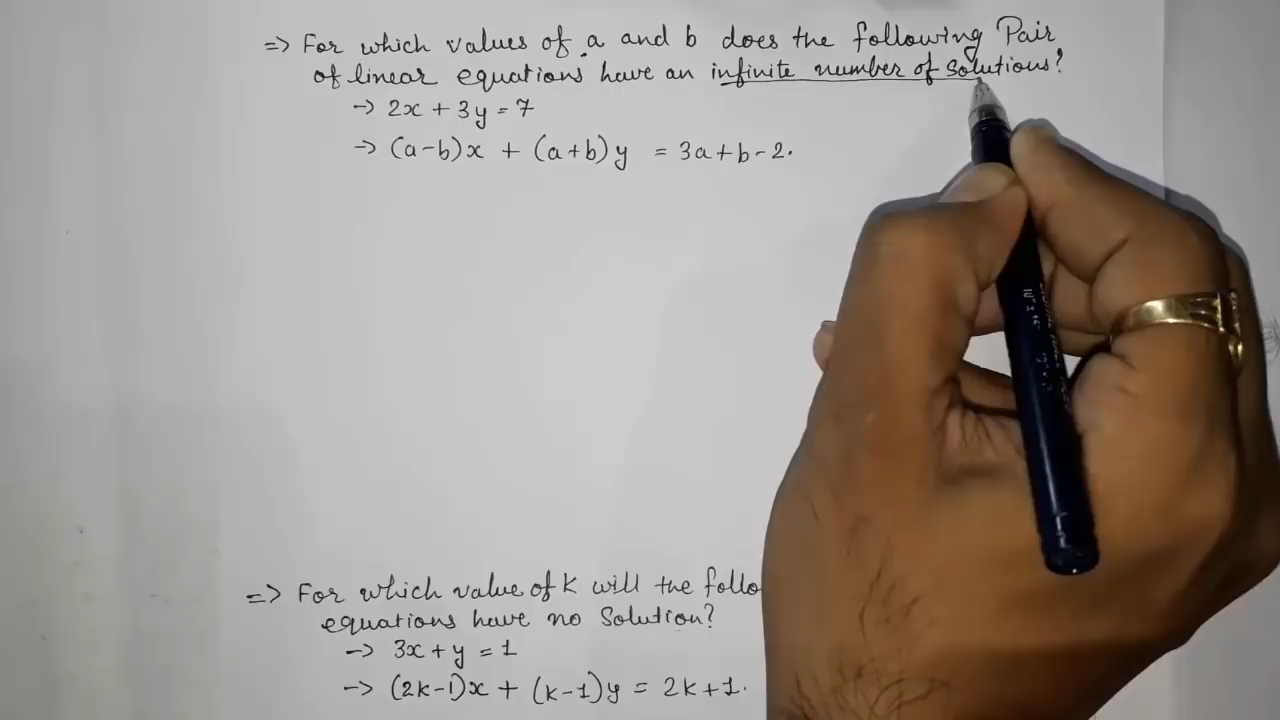 => For which values of a and b does the following Pair
of linear equations have an infinite number of solutions?
-> 2x + 3y = 7
-> (a-b)x + (a+b)y = 3a+b-2.
=> For which value of K will the follo
equations have no Solution?
-> 3x + y = 1
-> (2k-1)x + (k-1)y = 2k+1.